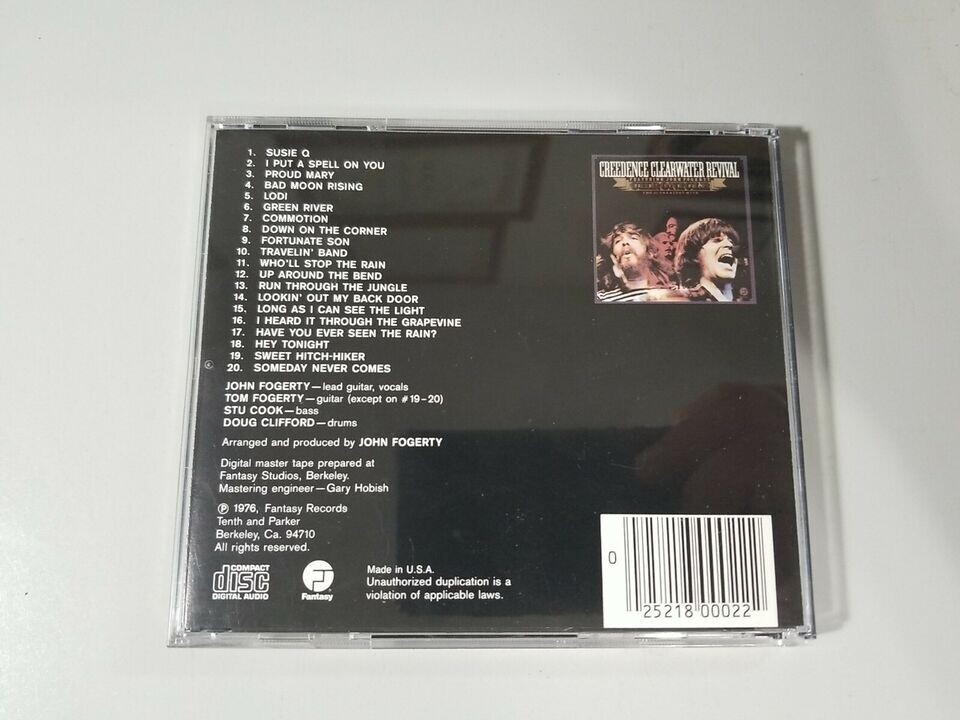 1. SUSIE Q
2. I PUT A SPELL ON YOU
3. PROUD MARY
4. BAD MOON RISING
5. LODI
6. GREEN RIVER
7. COMMOTION
8. DOWN ON THE CORNER
9. FORTUNATE SON
10. TRAVELIN' BAND
11. WHO'LL STOP THE RAIN
12. UP AROUND THE BEND
13. RUN THROUGH THE JUNGLE
14. LOOKIN' OUT MY BACK DOOR
15. LONG AS I CAN SEE THE LIGHT
16. I HEARD IT THROUGH THE GRAPEVINE
17. HAVE YOU EVER SEEN THE RAIN?
18. HEY TONIGHT
19. SWEET HITCH-HIKER
20. SOMEDAY NEVER COMES
JOHN FOGERTY—lead guitar, vocals
TOM FOGERTY—guitar (except on #19-20)
STU COOK—bass
DOUG CLIFFORD—drums
Arranged and produced by JOHN FOGERTY
Digital master tape prepared at
Fantasy Studios, Berkeley.
Mastering engineer—Gary Hobish
℗ 1976, Fantasy Records
Tenth and Parker
Berkeley, Ca. 94710
All rights reserved.
COMPACT
disc
DIGITAL AUDIO
Fantasy
Made in U.S.A.
Unauthorized duplication is a
violation of applicable laws.
CREEDENCE CLEARWATER REVIVAL
FEATURING JOHN FOGERTY
0 25218 00022